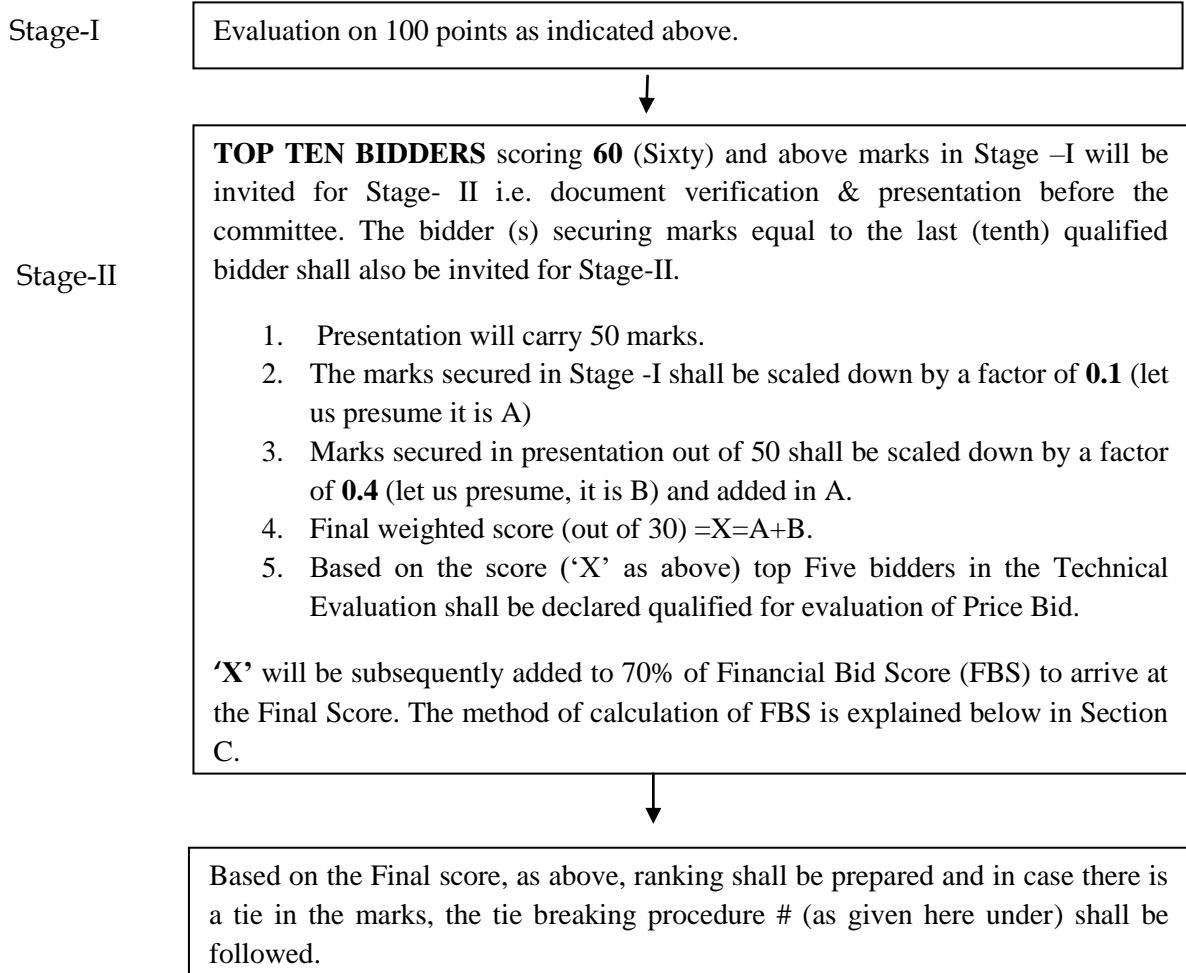 Stage-I
Evaluation on 100 points as indicated above.
Stage-II
TOP TEN BIDDERS scoring 60 (Sixty) and above marks in Stage –I will be
invited for Stage- II i.e. document verification & presentation before the
committee. The bidder (s) securing marks equal to the last (tenth) qualified
bidder shall also be invited for Stage-II.
1. Presentation will carry 50 marks.
2. The marks secured in Stage -I shall be scaled down by a factor of 0.1 (let
us presume it is A)
3. Marks secured in presentation out of 50 shall be scaled down by a factor
of 0.4 (let us presume, it is B) and added in A.
4. Final weighted score (out of 30) =X=A+B.
5. Based on the score (‘X’ as above) top Five bidders in the Technical
Evaluation shall be declared qualified for evaluation of Price Bid.
‘X’ will be subsequently added to 70% of Financial Bid Score (FBS) to arrive at
the Final Score. The method of calculation of FBS is explained below in Section
C.
Based on the Final score, as above, ranking shall be prepared and in case there is
a tie in the marks, the tie breaking procedure # (as given here under) shall be
followed.